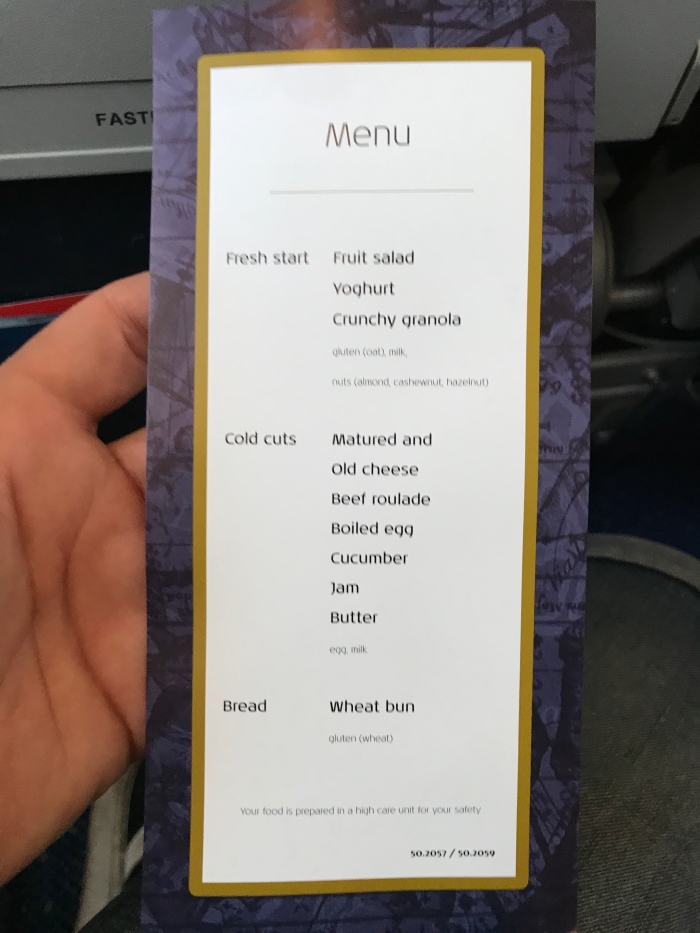 FAST
Menu
Fresh start Fruit salad
Yoghurt
Crunchy granola
gluten (oat), milk,
nuts (almond, cashewnut, hazelnut)
Cold cuts Matured and
Old cheese
Beef roulade
Boiled egg
Cucumber
Jam
Butter
egg, milk
Bread Wheat bun
gluten (wheat)
Your food is prepared in a high care unit for your safety
50.2057 / 50.2059